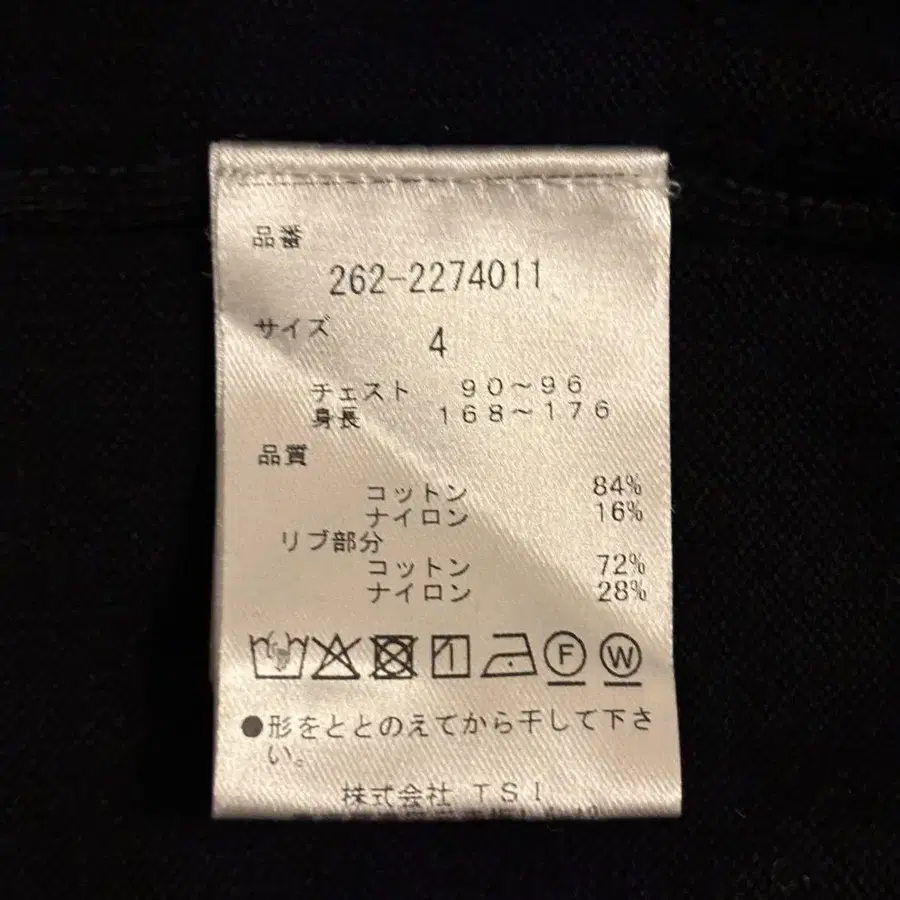 品番
262-2274011
サイズ 4
チェスト 90~96
身長 168~176
品質
コットン 84%
ナイロン 16%
リブ部分
コットン 72%
ナイロン 28%
F W
●形をととのえてから干して下さ
い。
株式会社 TSI